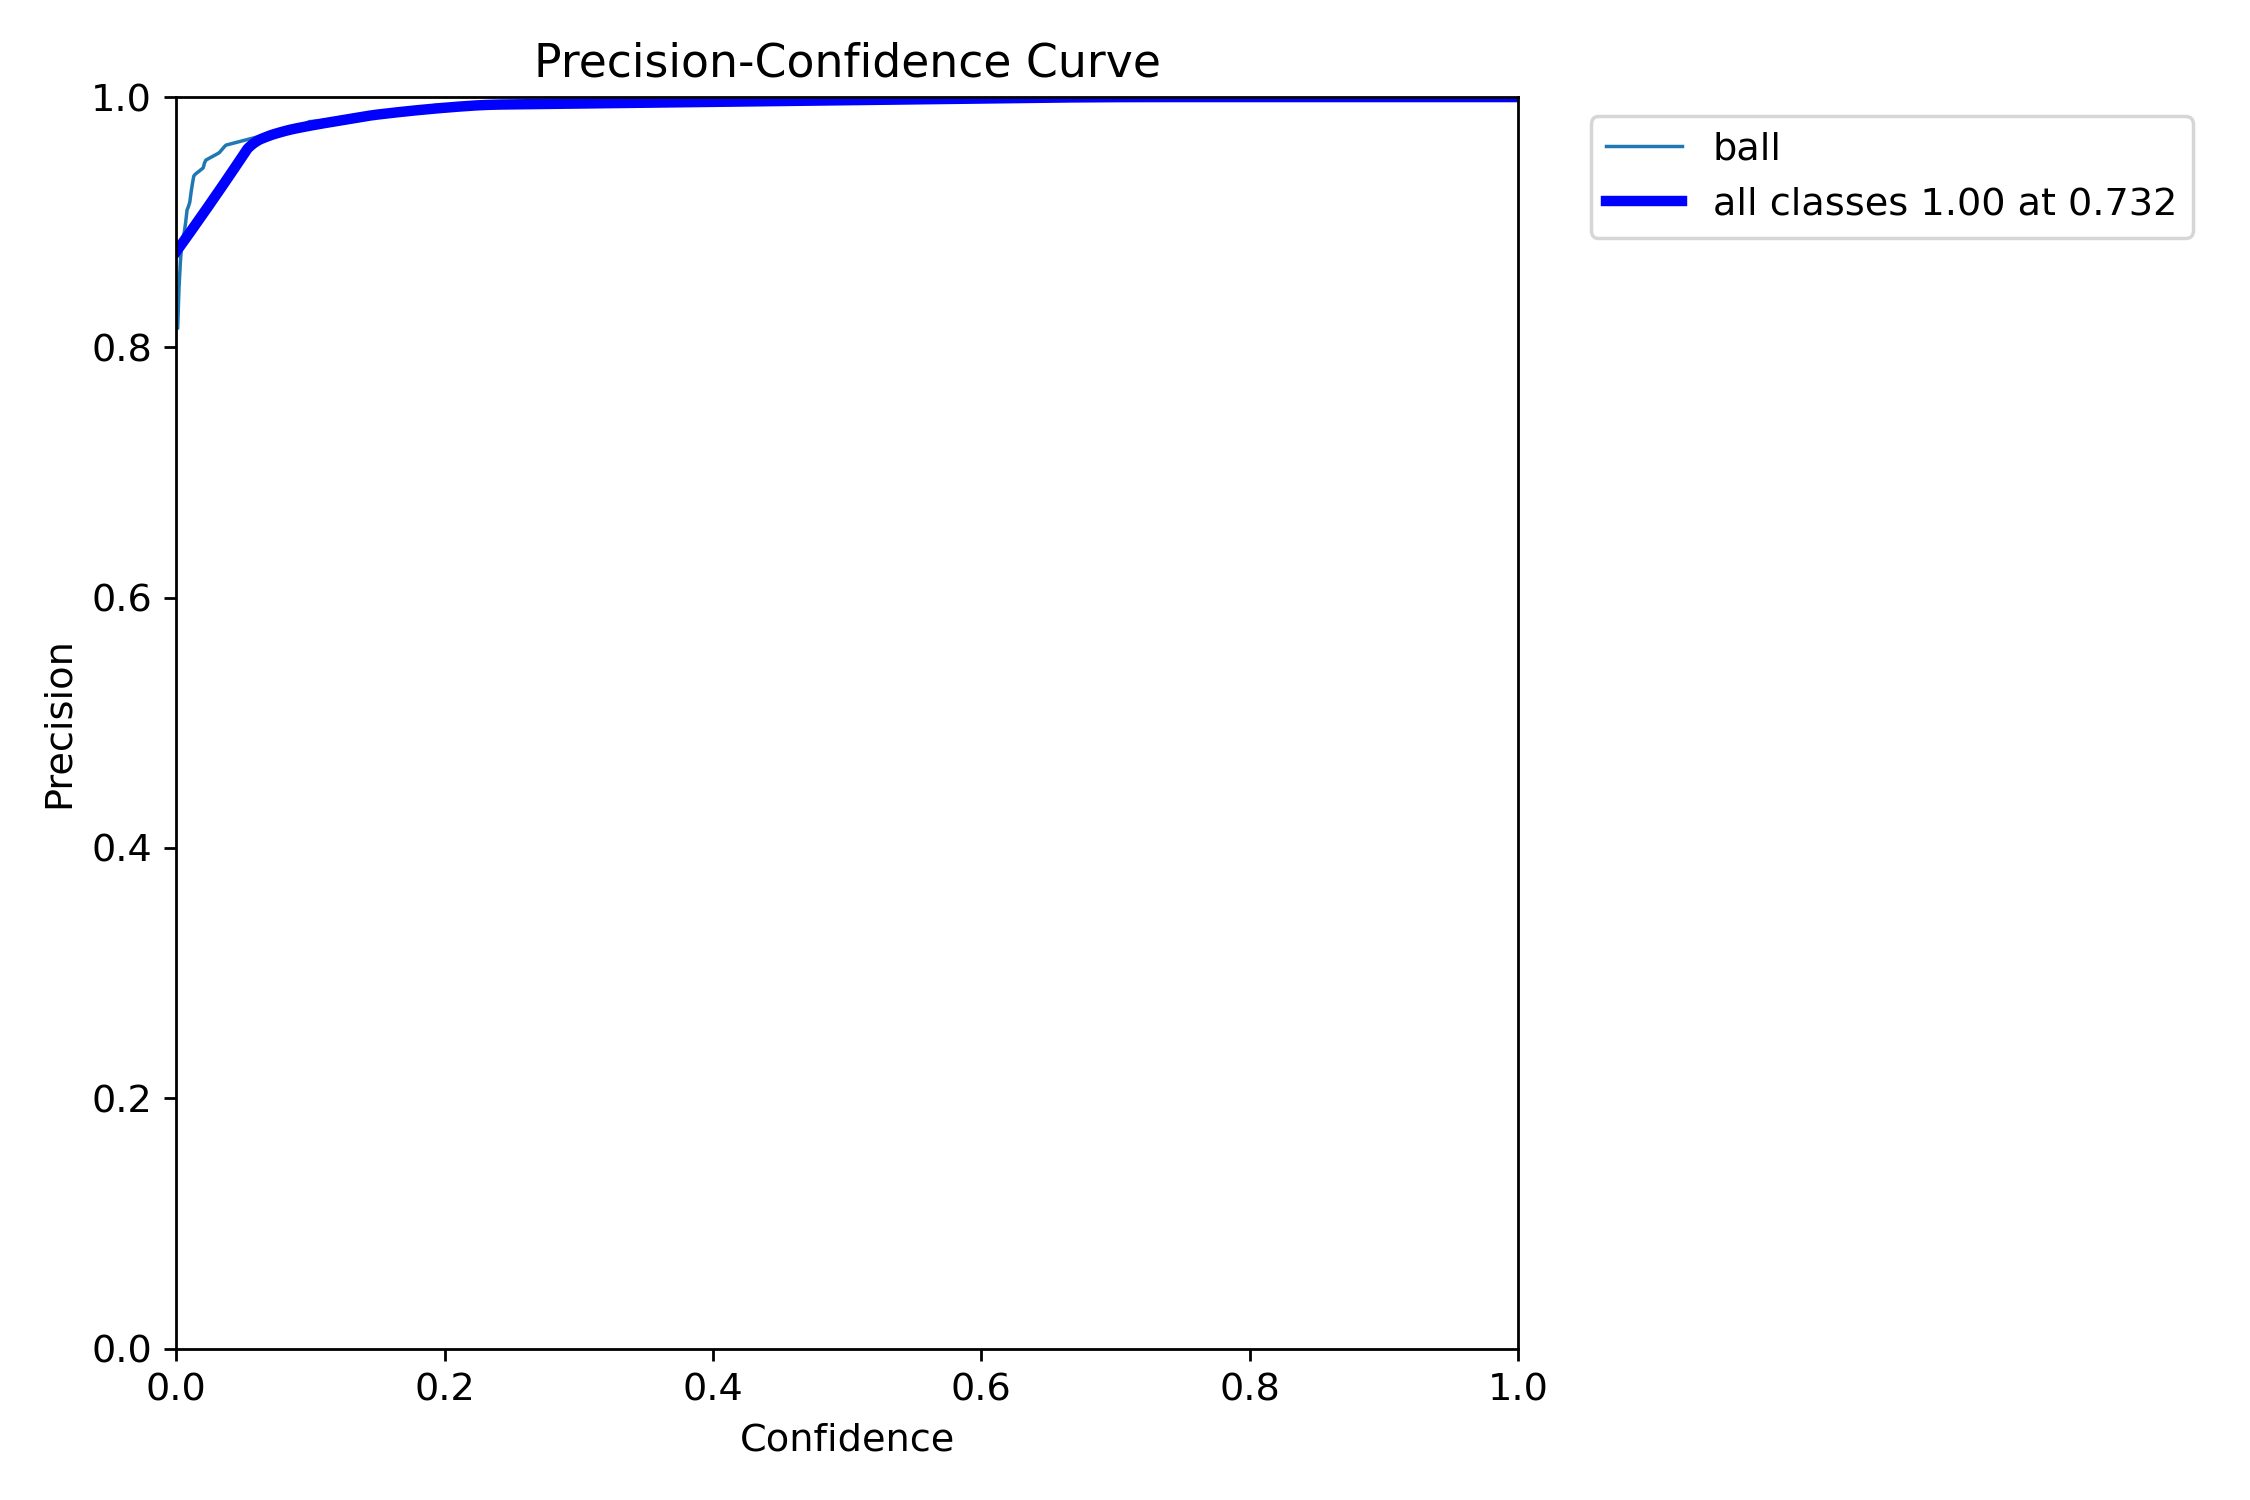 Precision-Confidence Curve
1.0
0.8
0.6
0.4
0.2
0.0
Precision
0.0 0.2 0.4 0.6 0.8 1.0
Confidence
ball
all classes 1.00 at 0.732